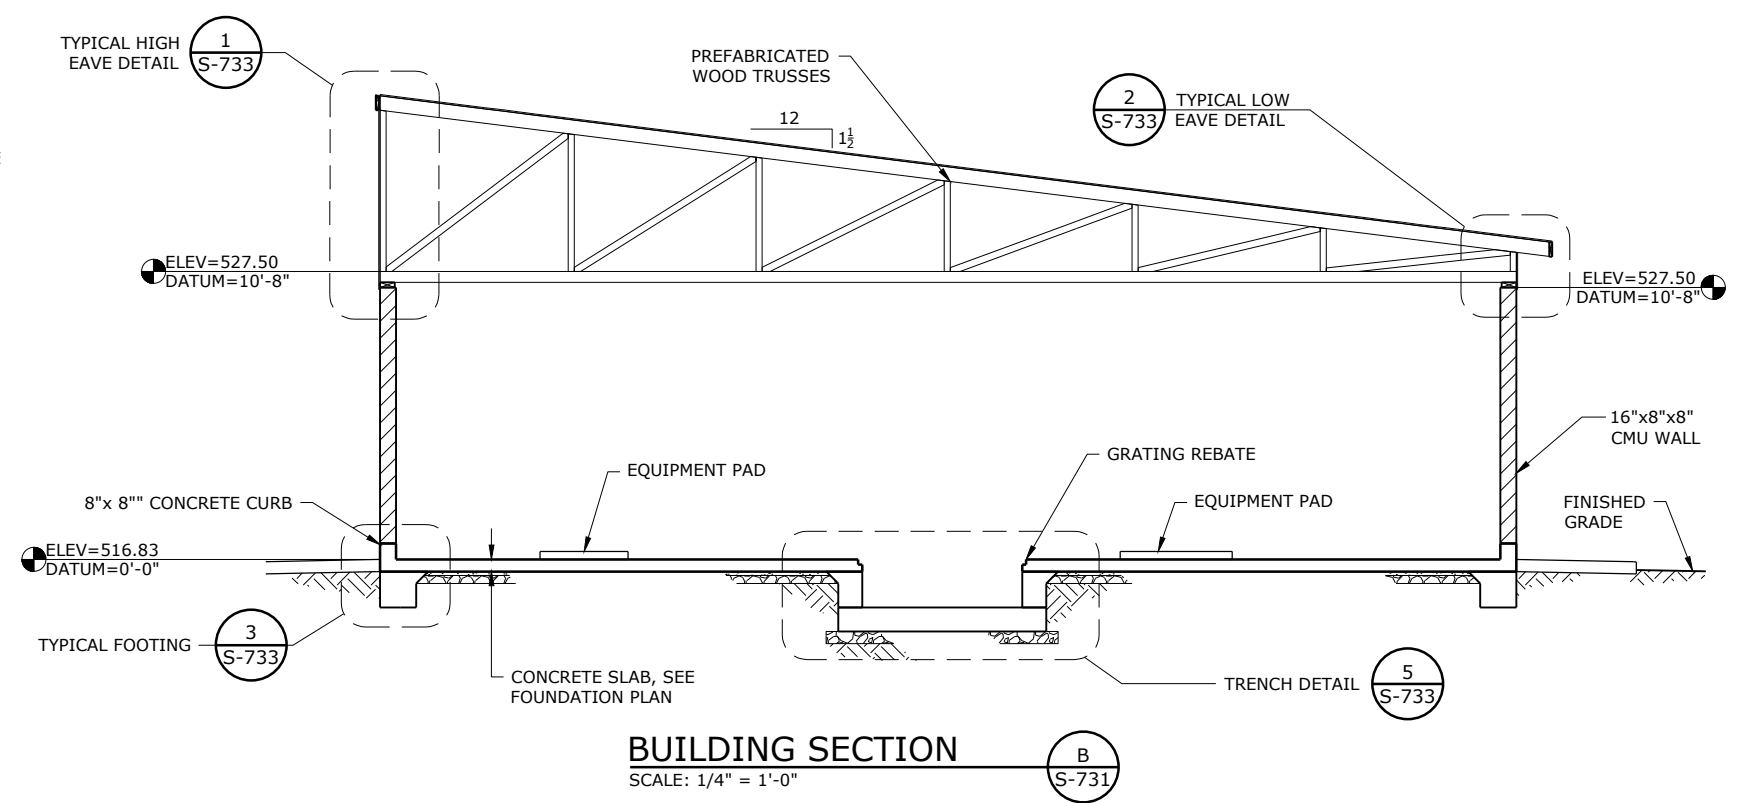 TYPICAL HIGH
EAVE DETAIL
1
S-733
PREFABRICATED
WOOD TRUSSES
12
1½
2
S-733
TYPICAL LOW
EAVE DETAIL
ELEV=527.50
DATUM=10'-8"
ELEV=527.50
DATUM=10'-8"
16"x8"x8"
CMU WALL
GRATING REBATE
EQUIPMENT PAD
EQUIPMENT PAD
8"x 8"" CONCRETE CURB
FINISHED
GRADE
ELEV=516.83
DATUM=0'-0"
TYPICAL FOOTING
3
S-733
CONCRETE SLAB, SEE
FOUNDATION PLAN
TRENCH DETAIL
5
S-733
BUILDING SECTION
SCALE: 1/4" = 1'-0"
B
S-731